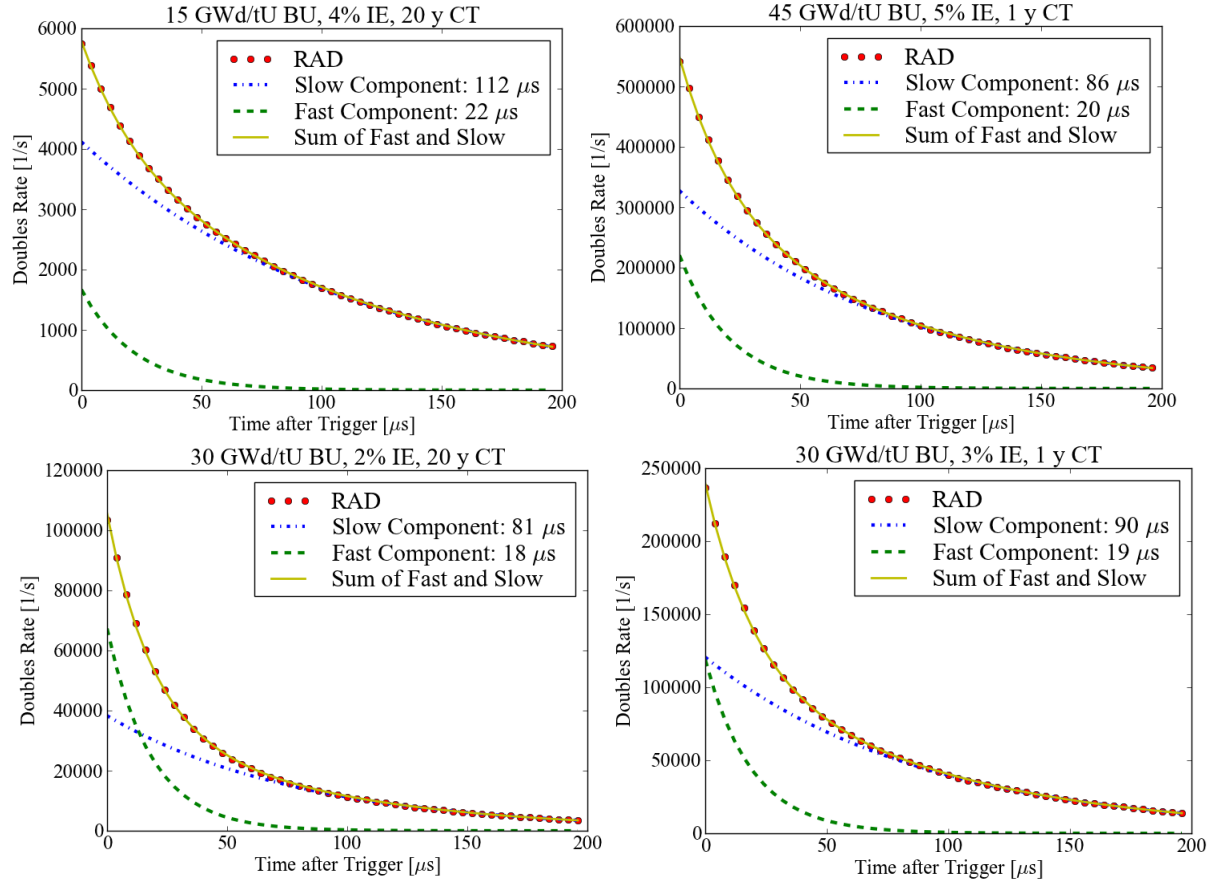 15 GWd/tU BU, 4% IE, 20 y CT
6000
5000
4000
3000
2000
1000
0
Doubles Rate [1/s]
RAD
Slow Component: 112 μs
Fast Component: 22 μs
Sum of Fast and Slow
0 50 100 150 200
Time after Trigger [μs]
45 GWd/tU BU, 5% IE, 1 y CT
600000
500000
400000
300000
200000
100000
0
Doubles Rate [1/s]
RAD
Slow Component: 86 μs
Fast Component: 20 μs
Sum of Fast and Slow
0 50 100 150 200
Time after Trigger [μs]
30 GWd/tU BU, 2% IE, 20 y CT
120000
100000
80000
60000
40000
20000
0
Doubles Rate [1/s]
RAD
Slow Component: 81 μs
Fast Component: 18 μs
Sum of Fast and Slow
0 50 100 150 200
Time after Trigger [μs]
30 GWd/tU BU, 3% IE, 1 y CT
250000
200000
150000
100000
50000
0
Doubles Rate [1/s]
RAD
Slow Component: 90 μs
Fast Component: 19 μs
Sum of Fast and Slow
0 50 100 150 200
Time after Trigger [μs]